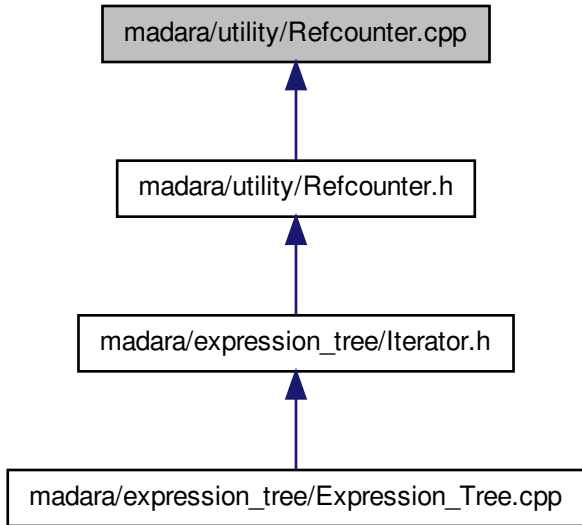 madara/utility/Refcounter.cpp
madara/utility/Refcounter.h
madara/expression_tree/Iterator.h
madara/expression_tree/Expression_Tree.cpp